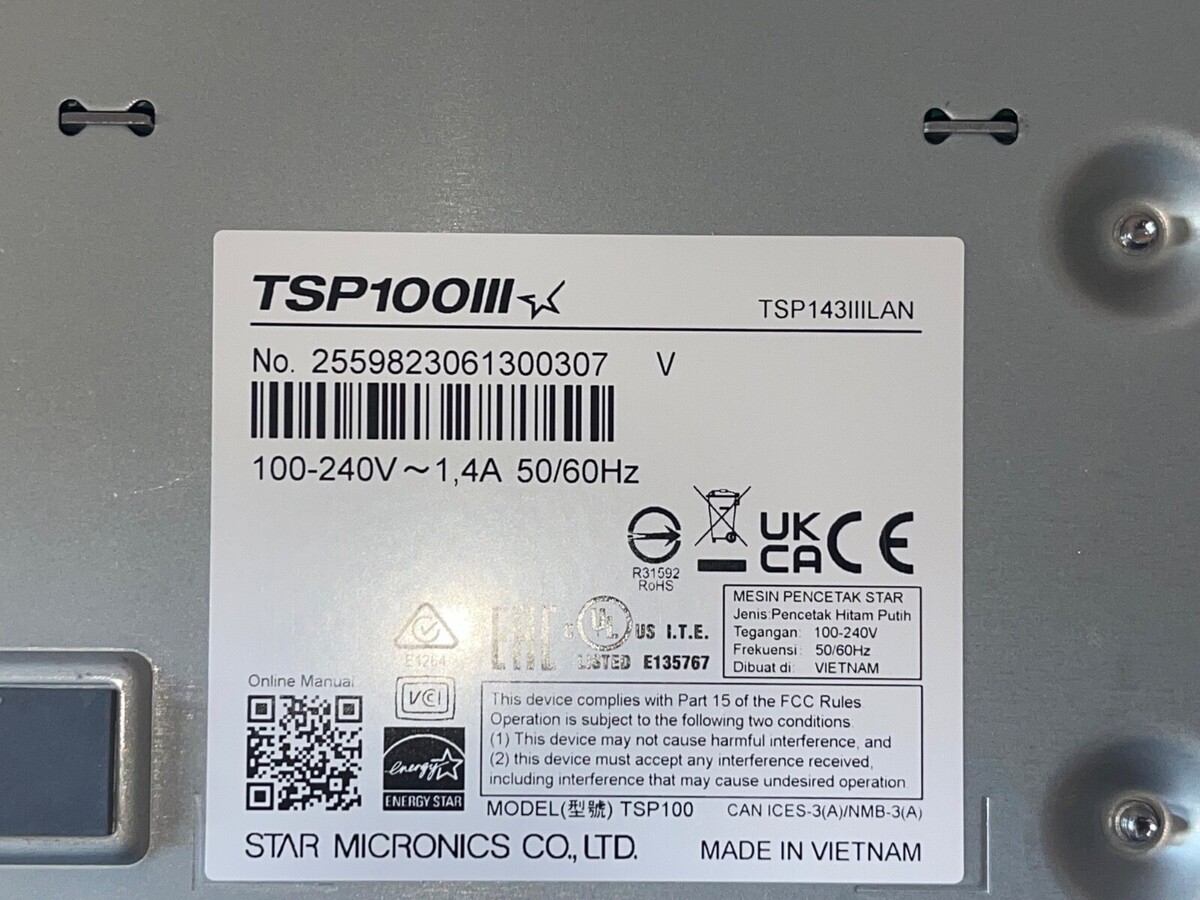 TSP100III
TSP143IIILAN
No. 2559823061300307 V
100-240V～1,4A 50/60Hz
R31592
RoHS
UK
CA
CE
MESIN PENCETAK STAR
Jenis:Pencetak Hitam Putih
Tegangan: 100-240V
Frekuensi: 50/60Hz
Dibuat di: VIETNAM
E1264
EAC
c UL US I.T.E.
LISTED E135767
Online Manual
VCI
energy
ENERGY STAR
This device complies with Part 15 of the FCC Rules.
Operation is subject to the following two conditions.
(1) This device may not cause harmful interference, and
(2) this device must accept any interference received,
including interference that may cause undesired operation.
MODEL(型號) TSP100 CAN ICES-3(A)/NMB-3(A)
STAR MICRONICS CO., LTD. MADE IN VIETNAM